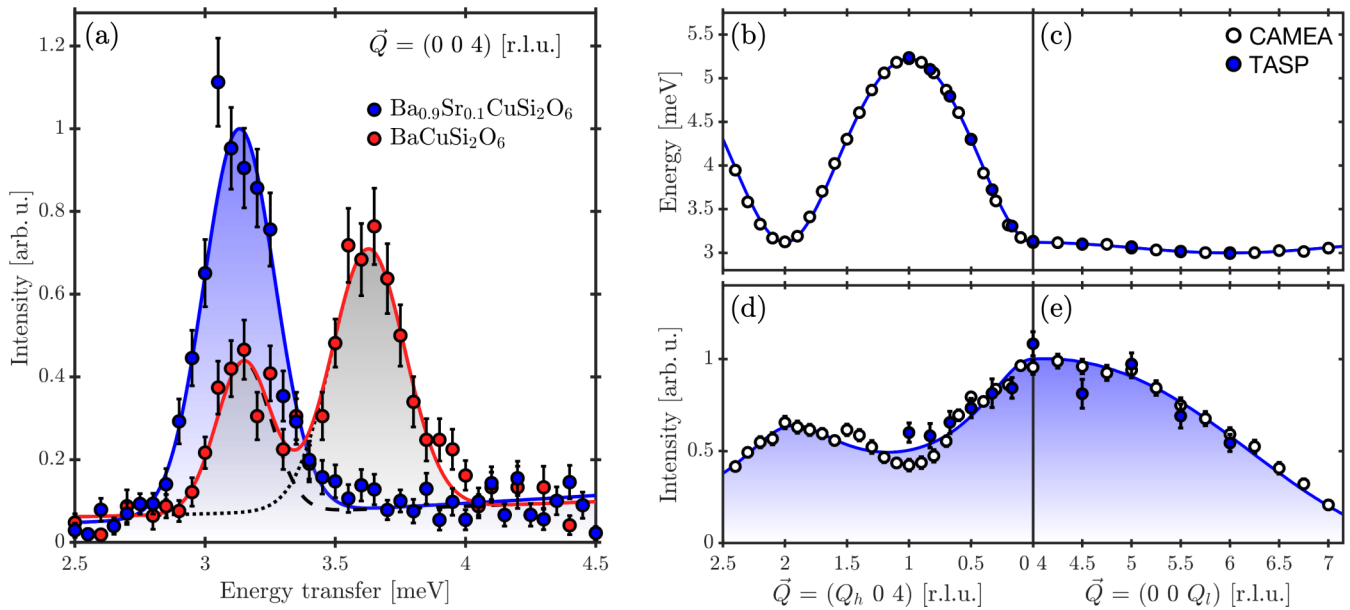 (a)
Q⃗ = (0 0 4) [r.l.u.]
Ba0.9Sr0.1CuSi2O6
BaCuSi2O6
Intensity [arb. u.]
1.2
1
0.8
0.6
0.4
0.2
0
2.5 3 3.5 4 4.5
Energy transfer [meV]
(b)
(c)
CAMEA
TASP
Energy [meV]
5.5
5
4.5
4
3.5
3
(d)
(e)
Intensity [arb. u.]
1
0.5
0
2.5 2 1.5 1 0.5 0 4 4.5 5 5.5 6 6.5 7
Q⃗ = (Qh 0 4) [r.l.u.]
Q⃗ = (0 0 Ql) [r.l.u.]